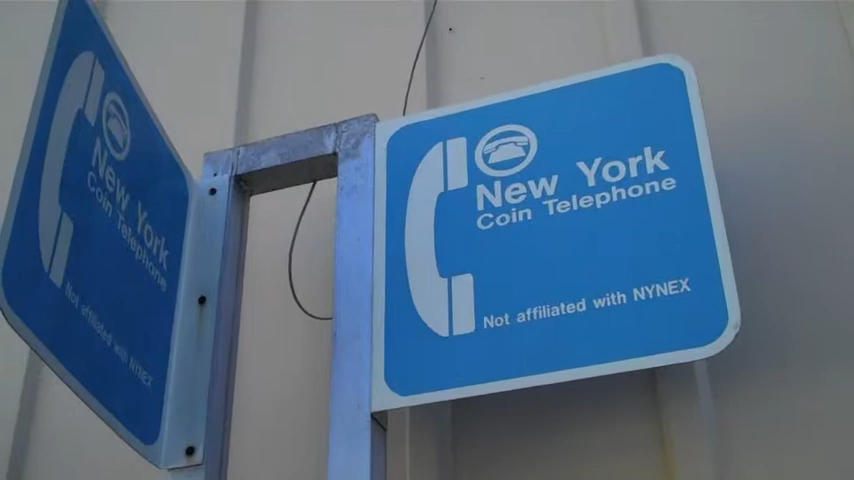 New York
Coin Telephone
Not affiliated with NYNEX
New York
Coin Telephone
Not affiliated with NYNEX